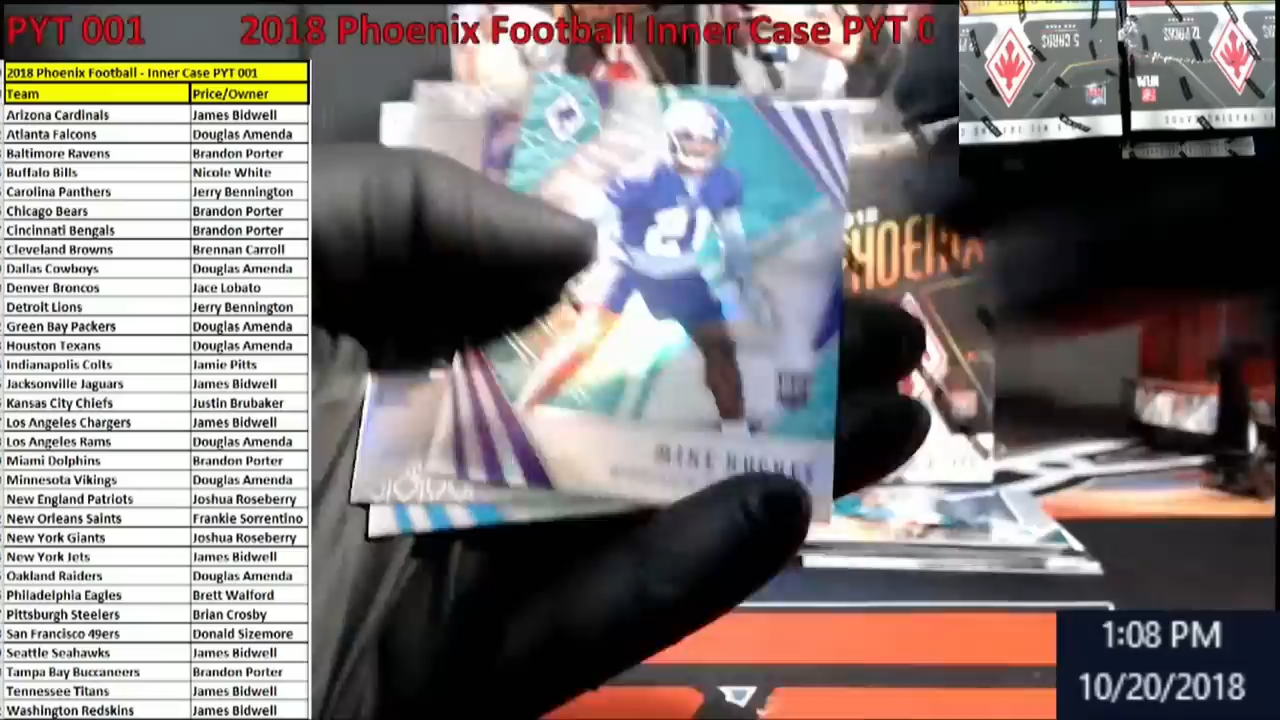 PYT 001 2018 Phoenix Football Inner Case PYT 0
2018 Phoenix Football - Inner Case PYT 001
Team Price/Owner
Arizona Cardinals James Bidwell
Atlanta Falcons Douglas Amenda
Baltimore Ravens Brandon Porter
Buffalo Bills Nicole White
Carolina Panthers Jerry Bennington
Chicago Bears Brandon Porter
Cincinnati Bengals Brandon Porter
Cleveland Browns Brennan Carroll
Dallas Cowboys Douglas Amenda
Denver Broncos Jace Lobato
Detroit Lions Jerry Bennington
Green Bay Packers Douglas Amenda
Houston Texans Douglas Amenda
Indianapolis Colts Jamie Pitts
Jacksonville Jaguars James Bidwell
Kansas City Chiefs Justin Brubaker
Los Angeles Chargers James Bidwell
Los Angeles Rams Douglas Amenda
Miami Dolphins Brandon Porter
Minnesota Vikings Douglas Amenda
New England Patriots Joshua Roseberry
New Orleans Saints Frankie Sorrentino
New York Giants Joshua Roseberry
New York Jets James Bidwell
Oakland Raiders Douglas Amenda
Philadelphia Eagles Brett Walford
Pittsburgh Steelers Brian Crosby
San Francisco 49ers Donald Sizemore
Seattle Seahawks James Bidwell
Tampa Bay Buccaneers Brandon Porter
Tennessee Titans James Bidwell
Washington Redskins James Bidwell
5 CARDS
12 PACKS
21
MIKE HUGHES
HOENIX
1:08 PM
10/20/2018